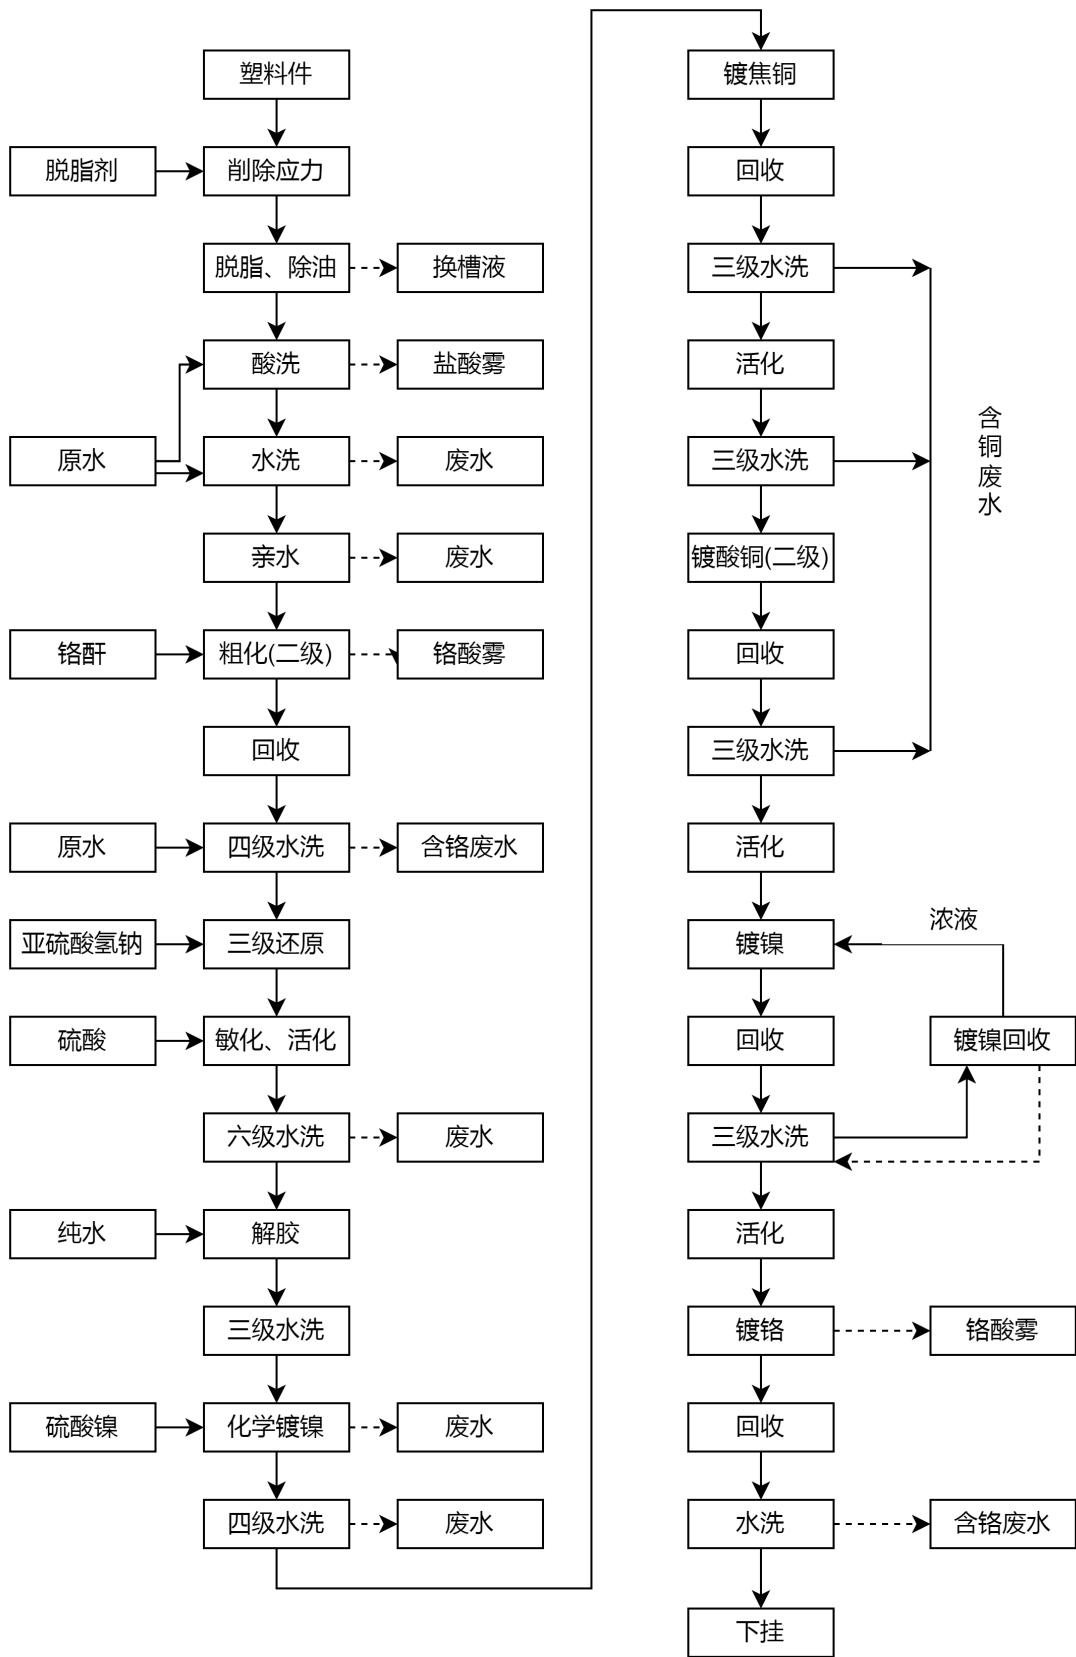 塑料件
脱脂剂
削除应力
脱脂、除油
换槽液
酸洗
盐酸雾
原水
水洗
废水
亲水
废水
铬酐
粗化(二级)
铬酸雾
回收
原水
四级水洗
含铬废水
亚硫酸氢钠
三级还原
硫酸
敏化、活化
六级水洗
废水
纯水
解胶
三级水洗
硫酸镍
化学镀镍
废水
四级水洗
废水
镀焦铜
回收
三级水洗
活化
三级水洗
含
铜
废
水
镀酸铜(二级)
回收
三级水洗
活化
浓液
镀镍
回收
镀镍回收
三级水洗
活化
镀铬
铬酸雾
回收
水洗
含铬废水
下挂